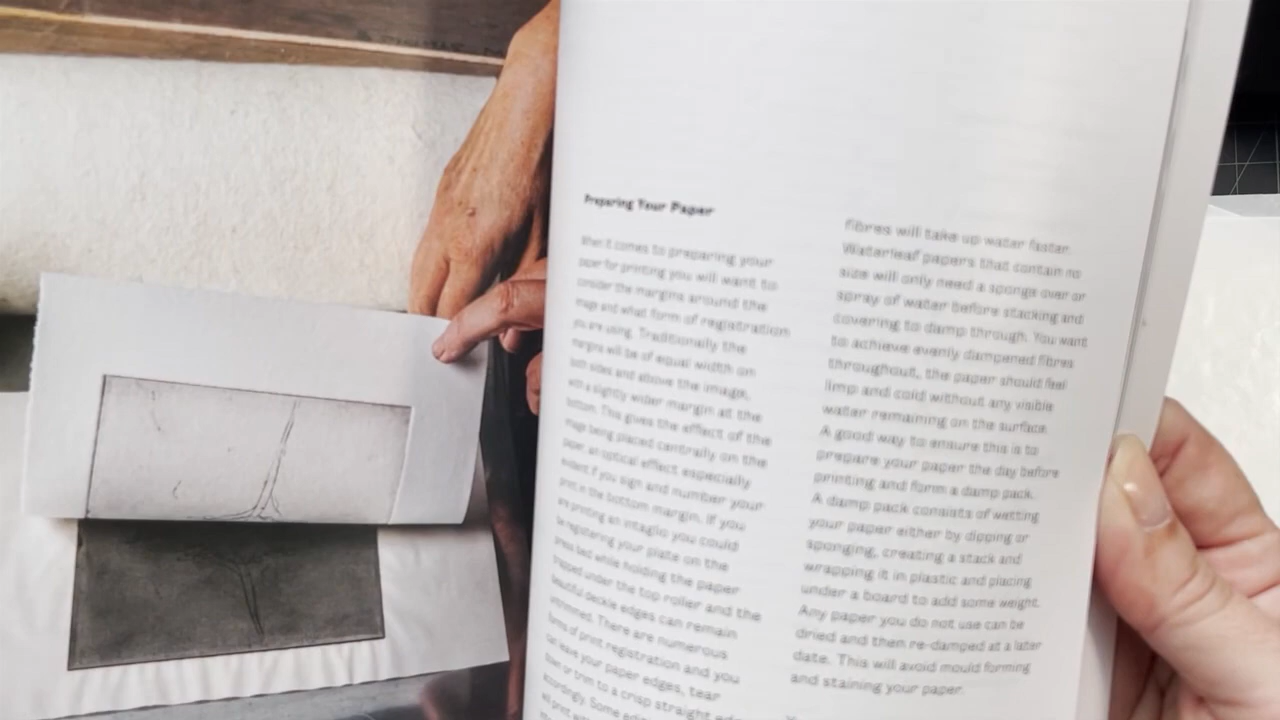 Preparing Your Paper
When it comes to preparing your
paper for printing you will want to
consider the margins around the
image and what form of registration
you are using. Traditionally the
margins will be of equal width on
both sides and above the image,
with a slightly wider margin at the
bottom. This gives the effect of the
image being placed centrally on the
paper, an optical effect especially
evident if you sign and number your
print in the bottom margin. If you
are printing an intaglio you could
be registering your plate on the
press bed while holding the paper
trapped under the top roller and the
beautiful deckle edges can remain
untrimmed. There are numerous
forms of print registration and you
can leave your paper edges, tear
down or trim to a crisp straight edge
accordingly. Some
fibres will take up water faster.
Waterleaf papers that contain no
size will only need a sponge over or
spray of water before stacking and
covering to damp through. You want
to achieve evenly dampened fibres
throughout, the paper should feel
limp and cold without any visible
water remaining on the surface.
A good way to ensure this is to
prepare your paper the day before
printing and form a damp pack.
A damp pack consists of wetting
your paper either by dipping or
sponging, creating a stack and
wrapping it in plastic and placing
under a board to add some weight.
Any paper you do not use can be
dried and then re-damped at a later
date. This will avoid mould forming
and staining your paper.